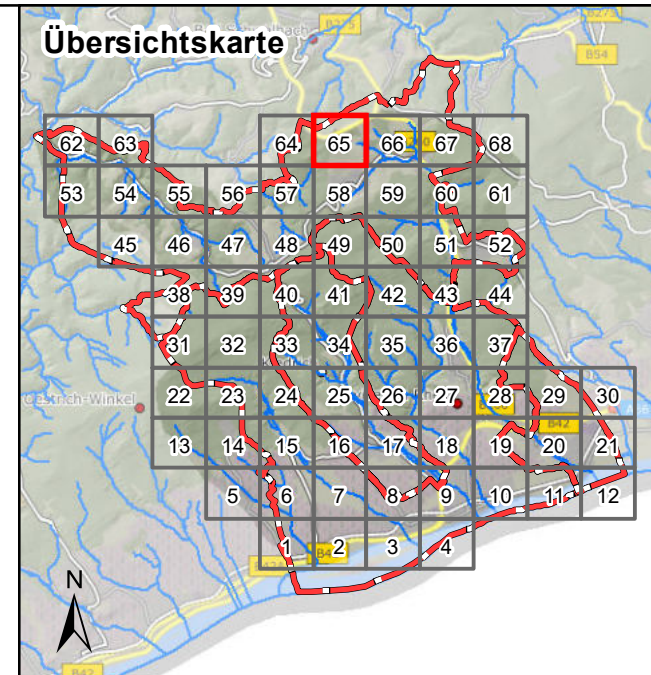 Übersichtskarte
B275
B54
62 63 64 65 66 67 68
53 54 55 56 57 58 59 60 61
45 46 47 48 49 50 51 52
38 39 40 41 42 43 44
31 32 33 34 35 36 37
Oestrich-Winkel
22 23 24 25 26 27 28 29 30
B42
13 14 15 16 17 18 19 20 21
5 6 7 8 9 10 11 12
1 2 3 4
N
B42